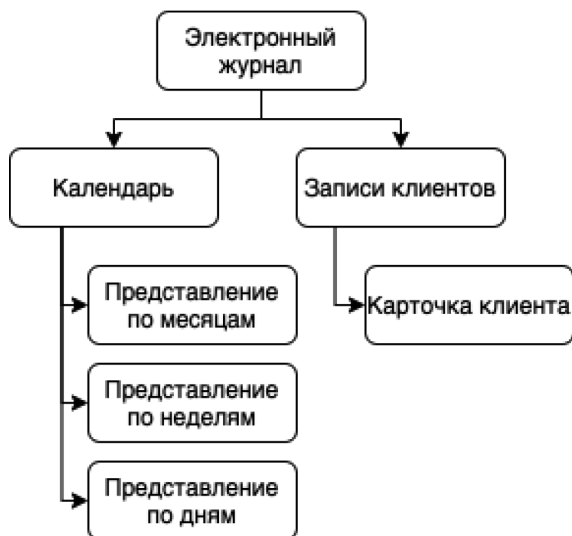 Электронный
журнал
Календарь
Записи клиентов
Представление
по месяцам
Карточка клиента
Представление
по неделям
Представление
по дням